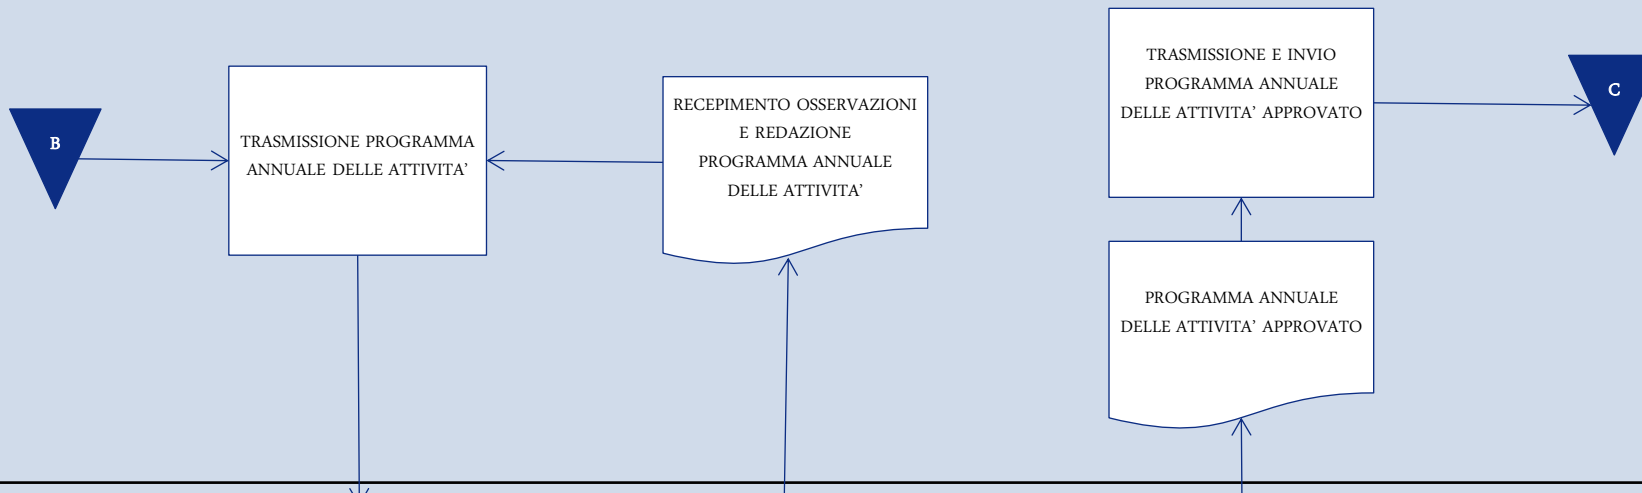 B
TRASMISSIONE PROGRAMMA
ANNUALE DELLE ATTIVITA’
RECEPIMENTO OSSERVAZIONI
E REDAZIONE
PROGRAMMA ANNUALE
DELLE ATTIVITA’
TRASMISSIONE E INVIO
PROGRAMMA ANNUALE
DELLE ATTIVITA’ APPROVATO
C
PROGRAMMA ANNUALE
DELLE ATTIVITA’ APPROVATO